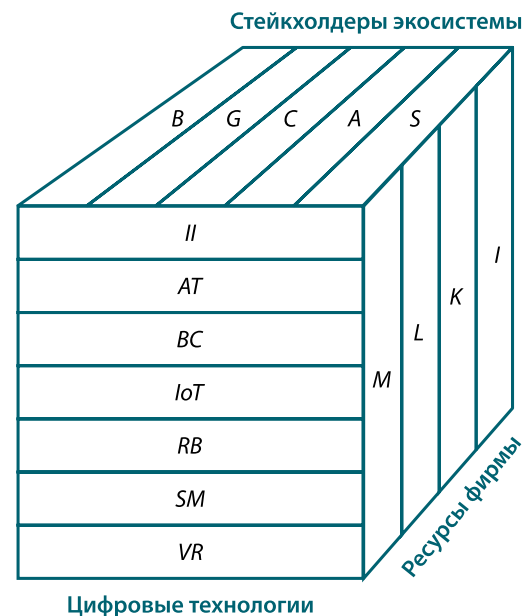 Стейкхолдеры экосистемы
B G C A S
II
AT
BC
IoT
RB
SM
VR
M L K I
Ресурсы фирмы
Цифровые технологии